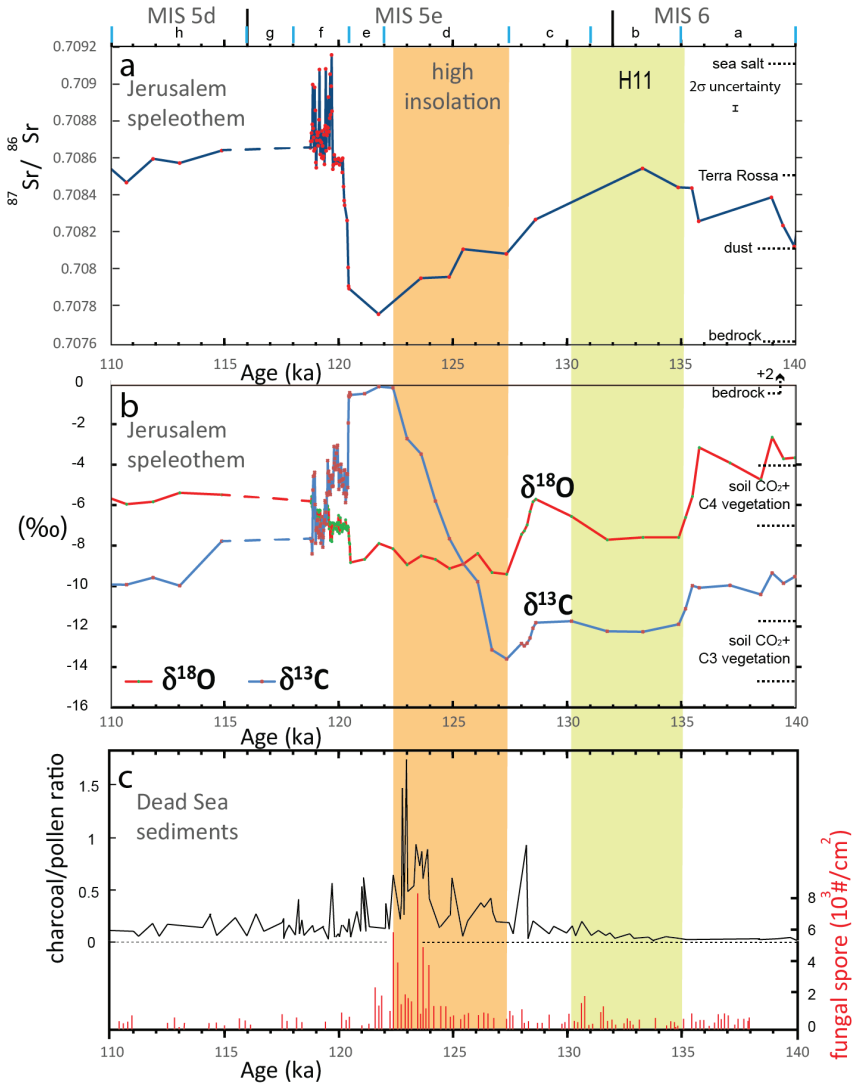 MIS 5d MIS 5e MIS 6
h g f e d c b a
a
Jerusalem
speleothem
high
insolation
H11
sea salt
2σ uncertainty
Terra Rossa
dust
bedrock
⁸⁷Sr/ ⁸⁶Sr
0.7092
0.709
0.7088
0.7086
0.7084
0.7082
0.708
0.7078
0.7076
110 115 120 125 130 135 140
Age (ka)
b
Jerusalem
speleothem
+2
bedrock
δ¹⁸O
soil CO₂+
C4 vegetation
(‰)
δ¹³C
soil CO₂+
C3 vegetation
δ¹⁸O δ¹³C
0
-2
-4
-6
-8
-10
-12
-14
-16
110 115 120 125 130 135 140
Age (ka)
c
Dead Sea
sediments
charcoal/pollen ratio
1.5
1
0.5
0
8
6
4
2
0
fungal spore (10³#/cm²)
110 115 120 125 130 135 140
Age (ka)